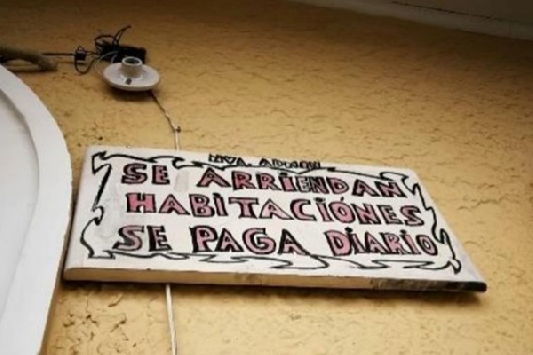 SE ARRIENDAN
HABITACIÓNES
SE PAGA DIARIO